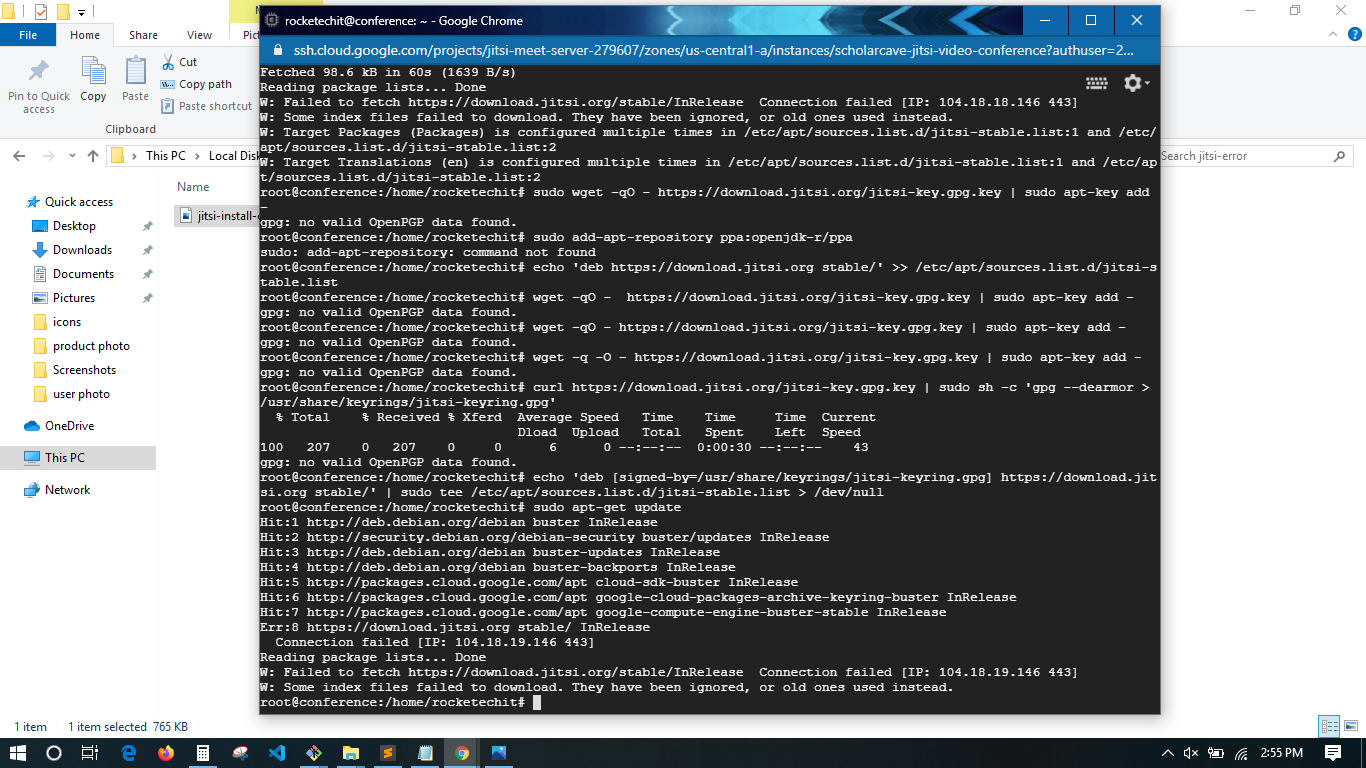 File
Home
Share
View
Pin to Quick access
Copy
Paste
Cut
Copy path
Paste shortcut
Clipboard
This PC
Local
Search jitsi-error
Quick access
Desktop
Downloads
Documents
Pictures
icons
product photo
Screenshots
user photo
OneDrive
This PC
Network
Name
jitsi-install-
rocketechit@conference: ~ - Google Chrome
ssh.cloud.google.com/projects/jitsi-meet-server-279607/zones/us-central1-a/instances/scholarcave-jitsi-video-conference?authuser=2...
Fetched 98.6 kB in 60s (1639 B/s)
Reading package lists... Done
W: Failed to fetch https://download.jitsi.org/stable/InRelease  Connection failed [IP: 104.18.18.146 443]
W: Some index files failed to download. They have been ignored, or old ones used instead.
W: Target Packages (Packages) is configured multiple times in /etc/apt/sources.list.d/jitsi-stable.list:1 and /etc/
apt/sources.list.d/jitsi-stable.list:2
W: Target Translations (en) is configured multiple times in /etc/apt/sources.list.d/jitsi-stable.list:1 and /etc/ap
t/sources.list.d/jitsi-stable.list:2
root@conference:/home/rocketechit# sudo wget -qO - https://download.jitsi.org/jitsi-key.gpg.key | sudo apt-key add
-
gpg: no valid OpenPGP data found.
root@conference:/home/rocketechit# sudo add-apt-repository ppa:openjdk-r/ppa
sudo: add-apt-repository: command not found
root@conference:/home/rocketechit# echo 'deb https://download.jitsi.org stable/' >> /etc/apt/sources.list.d/jitsi-s
table.list
root@conference:/home/rocketechit# wget -qO -  https://download.jitsi.org/jitsi-key.gpg.key | sudo apt-key add -
gpg: no valid OpenPGP data found.
root@conference:/home/rocketechit# wget -qO - https://download.jitsi.org/jitsi-key.gpg.key | sudo apt-key add -
gpg: no valid OpenPGP data found.
root@conference:/home/rocketechit# wget -q -O - https://download.jitsi.org/jitsi-key.gpg.key | sudo apt-key add -
gpg: no valid OpenPGP data found.
root@conference:/home/rocketechit# curl https://download.jitsi.org/jitsi-key.gpg.key | sudo sh -c 'gpg --dearmor >
/usr/share/keyrings/jitsi-keyring.gpg'
  % Total    % Received % Xferd  Average Speed   Time    Time     Time  Current
                                 Dload  Upload   Total   Spent    Left  Speed
100   207    0   207    0     0      6      0 --:--:--  0:00:30 --:--:--    43
gpg: no valid OpenPGP data found.
root@conference:/home/rocketechit# echo 'deb [signed-by=/usr/share/keyrings/jitsi-keyring.gpg] https://download.jit
si.org stable/' | sudo tee /etc/apt/sources.list.d/jitsi-stable.list > /dev/null
root@conference:/home/rocketechit# sudo apt-get update
Hit:1 http://deb.debian.org/debian buster InRelease
Hit:2 http://security.debian.org/debian-security buster/updates InRelease
Hit:3 http://deb.debian.org/debian buster-updates InRelease
Hit:4 http://deb.debian.org/debian buster-backports InRelease
Hit:5 http://packages.cloud.google.com/apt cloud-sdk-buster InRelease
Hit:6 http://packages.cloud.google.com/apt google-cloud-packages-archive-keyring-buster InRelease
Hit:7 http://packages.cloud.google.com/apt google-compute-engine-buster-stable InRelease
Err:8 https://download.jitsi.org stable/ InRelease
  Connection failed [IP: 104.18.19.146 443]
Reading package lists... Done
W: Failed to fetch https://download.jitsi.org/stable/InRelease  Connection failed [IP: 104.18.19.146 443]
W: Some index files failed to download. They have been ignored, or old ones used instead.
root@conference:/home/rocketechit#
1 item
1 item selected  765 KB
2:55 PM